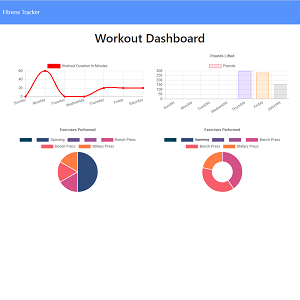 Fitness Tracker
Workout Dashboard
Workout Duration In Minutes
60
40
20
0
Sunday Monday Tuesday Wednesday Thursday Friday Saturday
Pounds Lifted
Pounds
300
250
200
150
100
50
0
Sunday Monday Tuesday Wednesday Thursday Friday Saturday
Exercises Performed
Running Bench Press
Bench Press Military Press
Exercises Performed
Running Bench Press
Bench Press Military Press